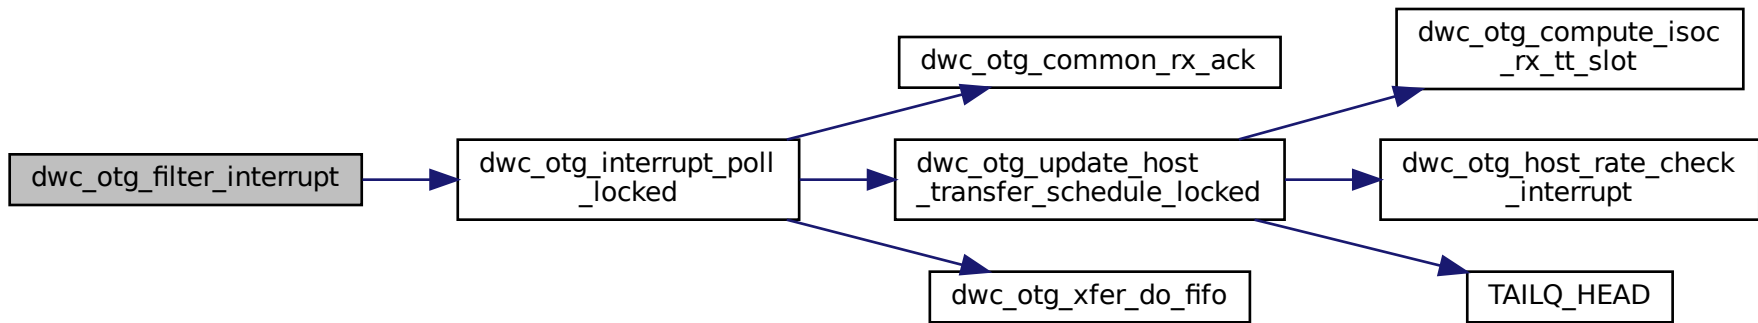 dwc_otg_filter_interrupt
dwc_otg_interrupt_poll
_locked
dwc_otg_common_rx_ack
dwc_otg_update_host
_transfer_schedule_locked
dwc_otg_xfer_do_fifo
dwc_otg_compute_isoc
_rx_tt_slot
dwc_otg_host_rate_check
_interrupt
TAILQ_HEAD